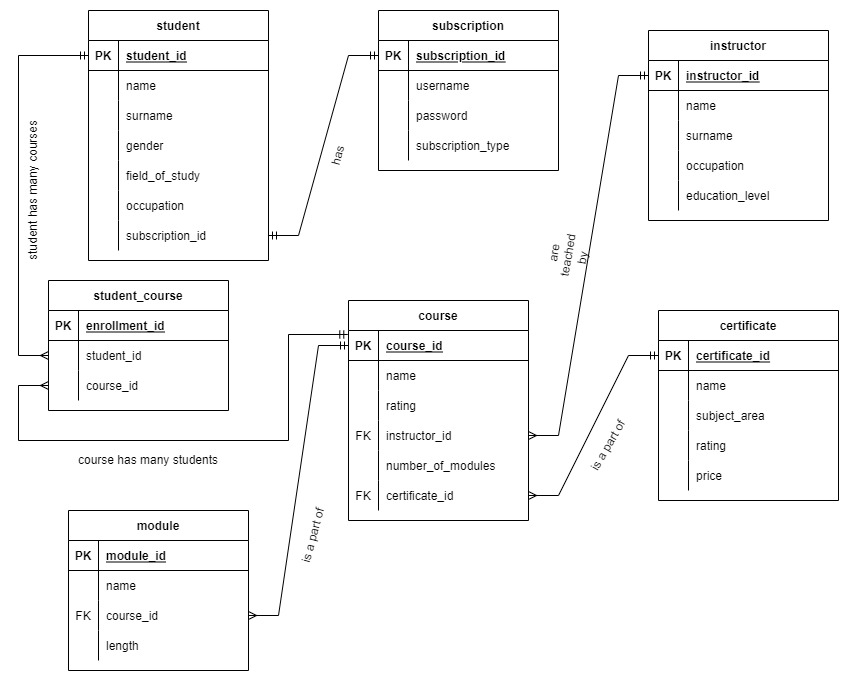 student
PK student_id
name
surname
gender
field_of_study
occupation
subscription_id
subscription
PK subscription_id
username
password
subscription_type
instructor
PK instructor_id
name
surname
occupation
education_level
student has many courses
has
are
teached
by
student_course
PK enrollment_id
student_id
course_id
course has many students
course
PK course_id
name
rating
FK instructor_id
number_of_modules
FK certificate_id
certificate
PK certificate_id
name
subject_area
rating
price
is a part of
is a part of
module
PK module_id
name
FK course_id
length